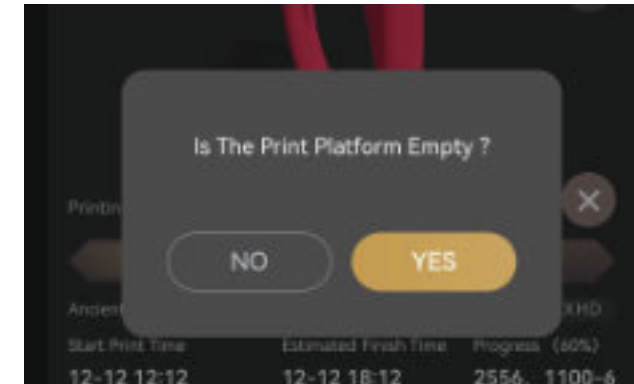 Is The Print Platform Empty ?
Printin
NO
YES
Ancient
XHD
Start Print Time
Estimated Finish Time
Progress (60%)
12-12 12:12
12-12 18:12
2556, 1100-6